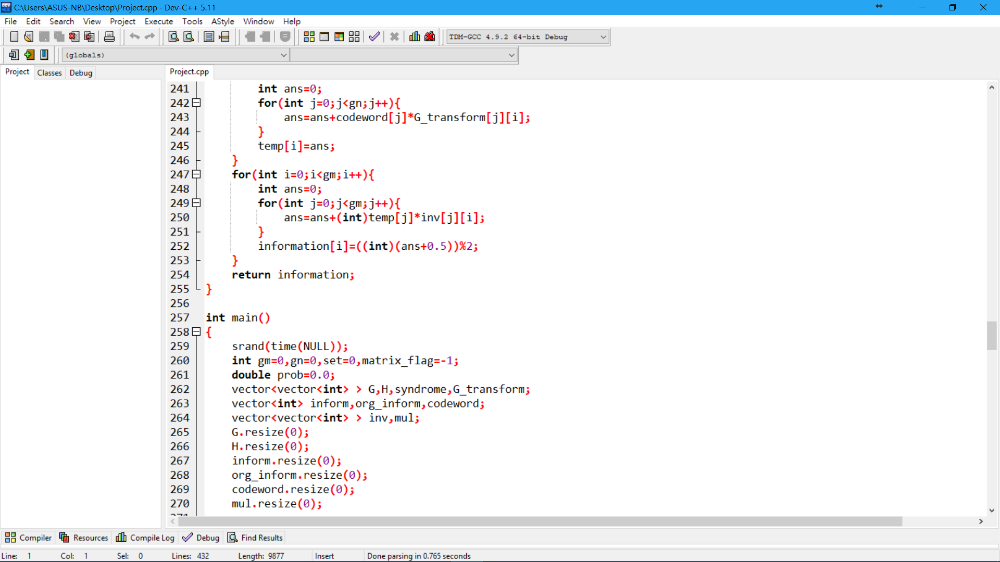 C:\Users\ASUS-NB\Desktop\Project.cpp - Dev-C++ 5.11
File Edit Search View Project Execute Tools AStyle Window Help
TDM-GCC 4.9.2 64-bit Debug
(globals)
Project Classes Debug
Project.cpp
241 int ans=0;
242 for(int j=0;j<gn;j++){
243 ans=ans+codeword[j]*G_transform[j][i];
244 }
245 temp[i]=ans;
246 }
247 for(int i=0;i<gm;i++){
248 int ans=0;
249 for(int j=0;j<gm;j++){
250 ans=ans+(int)temp[j]*inv[j][i];
251 }
252 information[i]=((int)(ans+0.5))%2;
253 }
254 return information;
255 }
256
257 int main()
258 {
259 srand(time(NULL));
260 int gm=0,gn=0,set=0,matrix_flag=-1;
261 double prob=0.0;
262 vector<vector<int> > G,H,syndrome,G_transform;
263 vector<int> inform,org_inform,codeword;
264 vector<vector<int> > inv,mul;
265 G.resize(0);
266 H.resize(0);
267 inform.resize(0);
268 org_inform.resize(0);
269 codeword.resize(0);
270 mul.resize(0);
Compiler Resources Compile Log Debug Find Results
Line: 1 Col: 1 Sel: 0 Lines: 432 Length: 9877 Insert Done parsing in 0.765 seconds